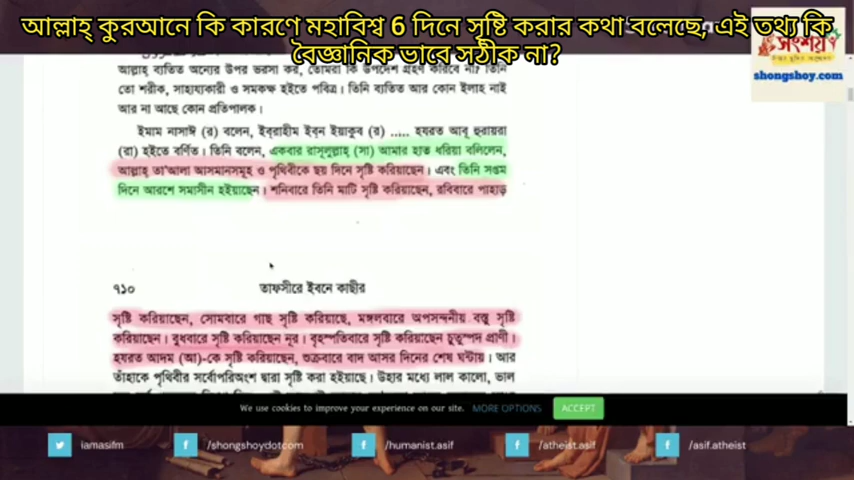 আল্লাহ্ কুরআনে কি কারণে মহাবিশ্ব 6 দিনে সৃষ্টি করার কথা বলেছে, এই তথ্য কি
বৈজ্ঞানিক ভাবে সঠীক না?
সংশয়
shongshoy.com
আল্লাহ ব্যতিত অন্যের উপর ভরসা কর, তোমরা কি উপদেশ গ্রহণ করিবে না? তিনি
তো শরীক, সাহায্যকারী ও সমকক্ষ হইতে পবিত্র। তিনি ব্যতিত আর কোন ইলাহ নাই
আর না আছে কোন প্রতিপালক।
ইমাম নাসাঈ (র) বলেন, ইব্‌রাহীম ইব্‌ন ইয়াকুব (র) ..... হযরত আবূ হুরায়রা
(রা) হইতে বর্ণিত। তিনি বলেন, একবার রাসূলুল্লাহ্ (সা) আমার হাত ধরিয়া বলিলেন,
আল্লাহ্ তা'আলা আসমানসমূহ ও পৃথিবীকে ছয় দিনে সৃষ্টি করিয়াছেন। এবং তিনি সপ্তম
দিনে আরশে সমাসীন হইয়াছেন। শনিবারে তিনি মাটি সৃষ্টি করিয়াছেন, রবিবারে পাহাড়
৭১০ তাফসীরে ইবনে কাছীর
সৃষ্টি করিয়াছেন, সোমবারে গাছ সৃষ্টি করিয়াছে, মঙ্গলবারে অপসন্দনীয় বস্তু সৃষ্টি
করিয়াছেন। বুধবারে সৃষ্টি করিয়াছেন নূর। বৃহস্পতিবারে সৃষ্টি করিয়াছেন চুতুষ্পদ প্রাণী।
হযরত আদম (আ)-কে সৃষ্টি করিয়াছেন, শুক্রবারে বাদ আসর দিনের শেষ ঘন্টায়। আর
তাঁহাকে পৃথিবীর সর্বোপরিঅংশ দ্বারা সৃষ্টি করা হইয়াছে। উহার মধ্যে লাল কালো, ভাল
We use cookies to improve your experience on our site. MORE OPTIONS ACCEPT
iamasifm /shongshoydotcom /humanist.asif /atheist.asif /asif.atheist